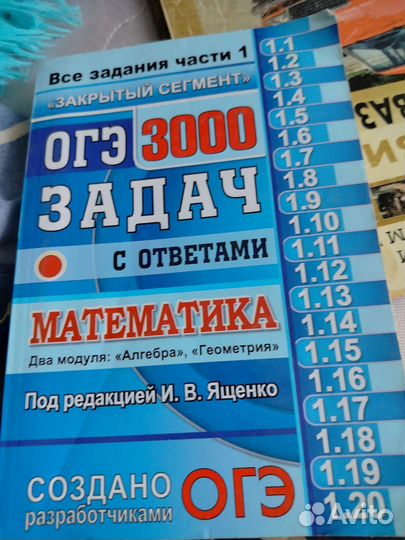 Все задания части 1
«ЗАКРЫТЫЙ СЕГМЕНТ»
ОГЭ 3000
ЗАДАЧ
С ОТВЕТАМИ
МАТЕМАТИКА
Два модуля: «Алгебра», «Геометрия»
Под редакцией И. В. Ященко
СОЗДАНО
разработчиками ОГЭ
1.1
1.2
1.3
1.4
1.5
1.6
1.7
1.8
1.9
1.10
1.11
1.12
1.13
1.14
1.15
1.16
1.17
1.18
1.19
1.20
Avito